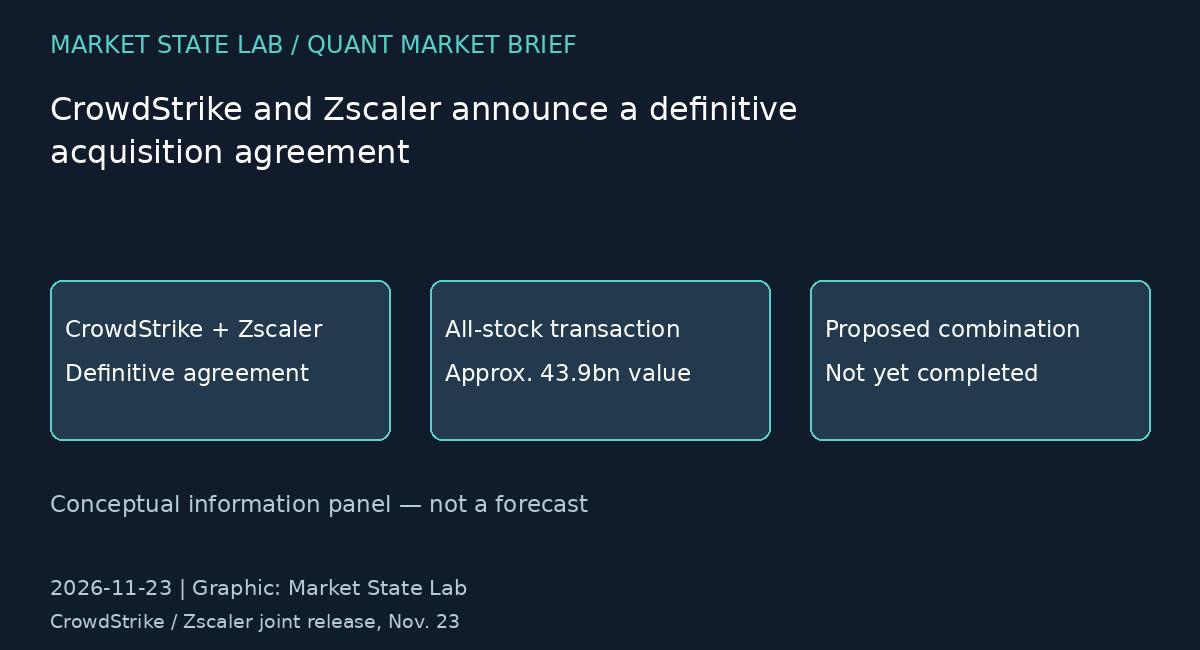 MARKET STATE LAB / QUANT MARKET BRIEF
CrowdStrike and Zscaler announce a definitive
acquisition agreement
CrowdStrike + Zscaler
Definitive agreement
All-stock transaction
Approx. 43.9bn value
Proposed combination
Not yet completed
Conceptual information panel — not a forecast
2026-11-23 | Graphic: Market State Lab
CrowdStrike / Zscaler joint release, Nov. 23